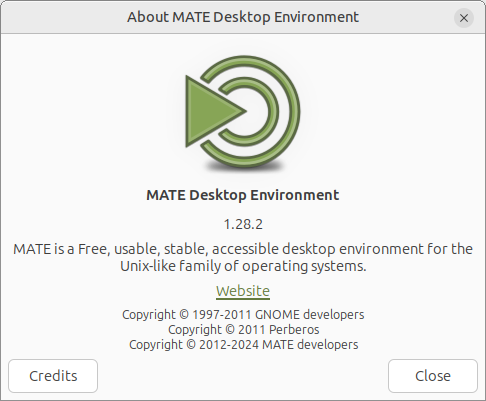 About MATE Desktop Environment
MATE Desktop Environment
1.28.2
MATE is a Free, usable, stable, accessible desktop environment for the
Unix-like family of operating systems.
Website
Copyright © 1997-2011 GNOME developers
Copyright © 2011 Perberos
Copyright © 2012-2024 MATE developers
Credits
Close